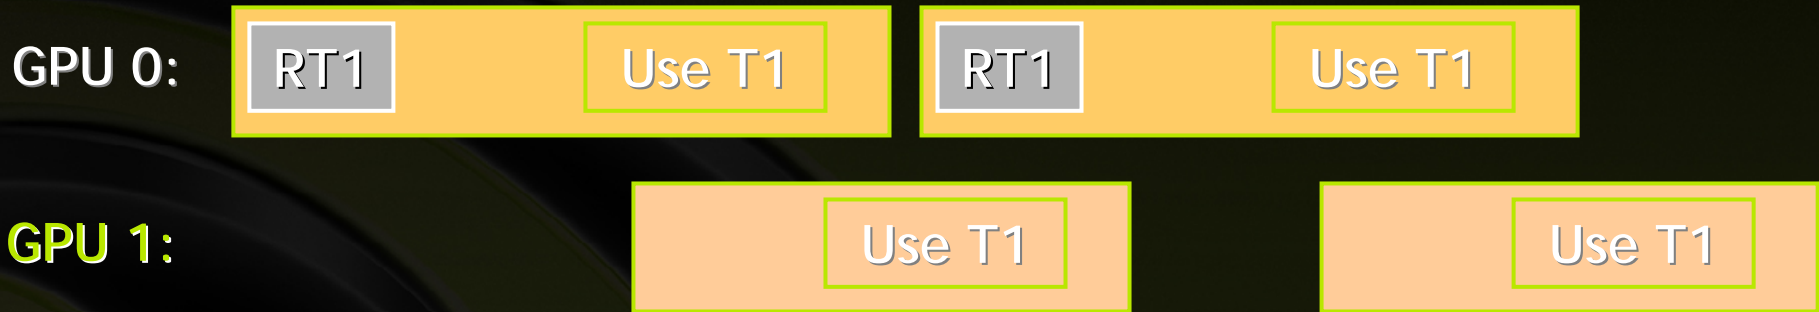 GPU 0: RT1 Use T1 RT1 Use T1
GPU 1: Use T1 Use T1